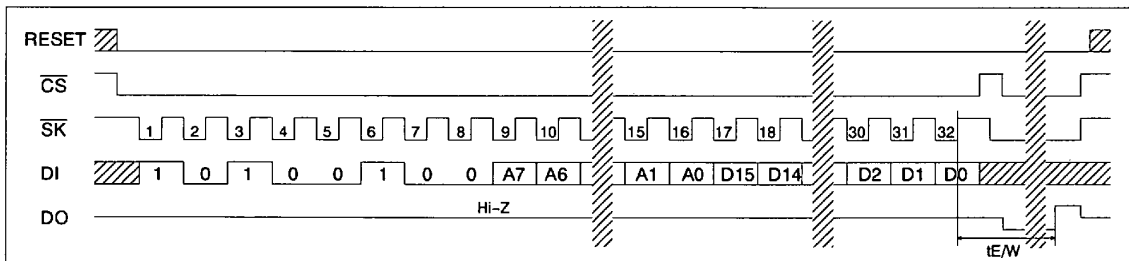 RESET
CS
SK 1 2 3 4 5 6 7 8 9 10 15 16 17 18 30 31 32
DI 1 0 1 0 0 1 0 0 A7 A6 A1 A0 D15 D14 D2 D1 D0
Hi-Z
DO
tE/W